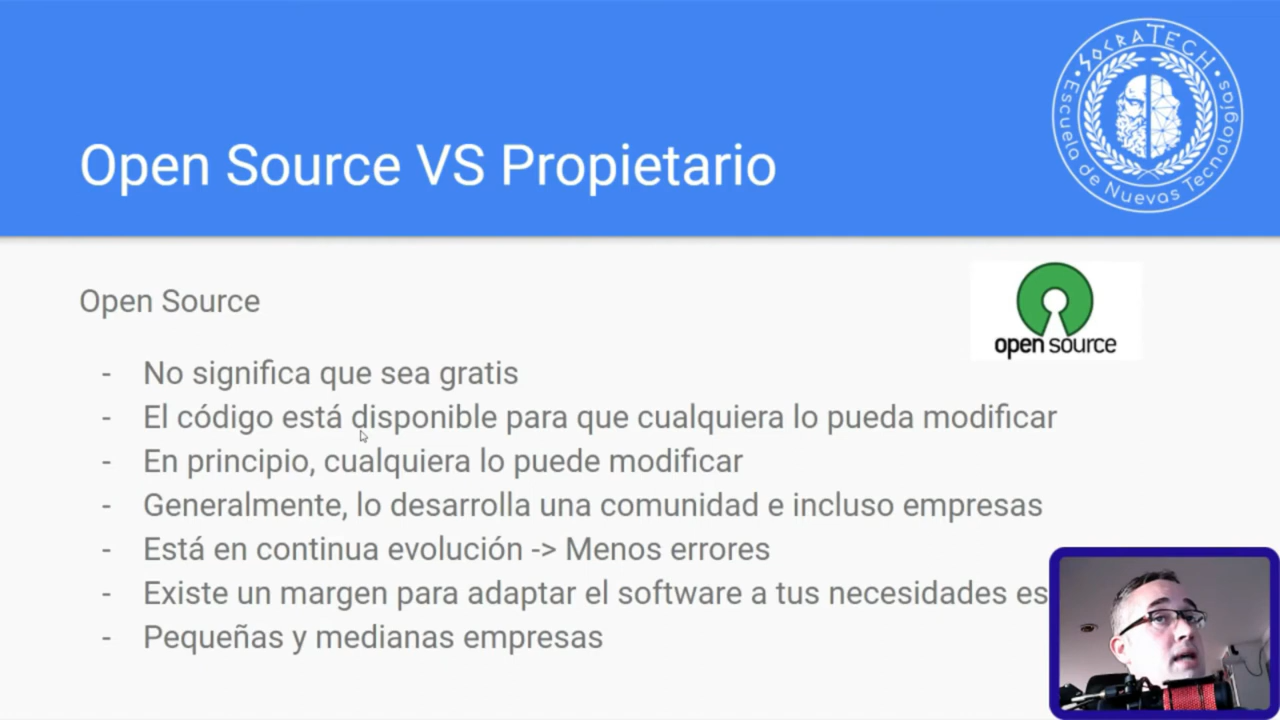 SOCRATECH
Escuela de Nuevas Tecnologías
Open Source VS Propietario
Open Source
open source
- No significa que sea gratis
- El código está disponible para que cualquiera lo pueda modificar
- En principio, cualquiera lo puede modificar
- Generalmente, lo desarrolla una comunidad e incluso empresas
- Está en continua evolución -> Menos errores
- Existe un margen para adaptar el software a tus necesidades es
- Pequeñas y medianas empresas